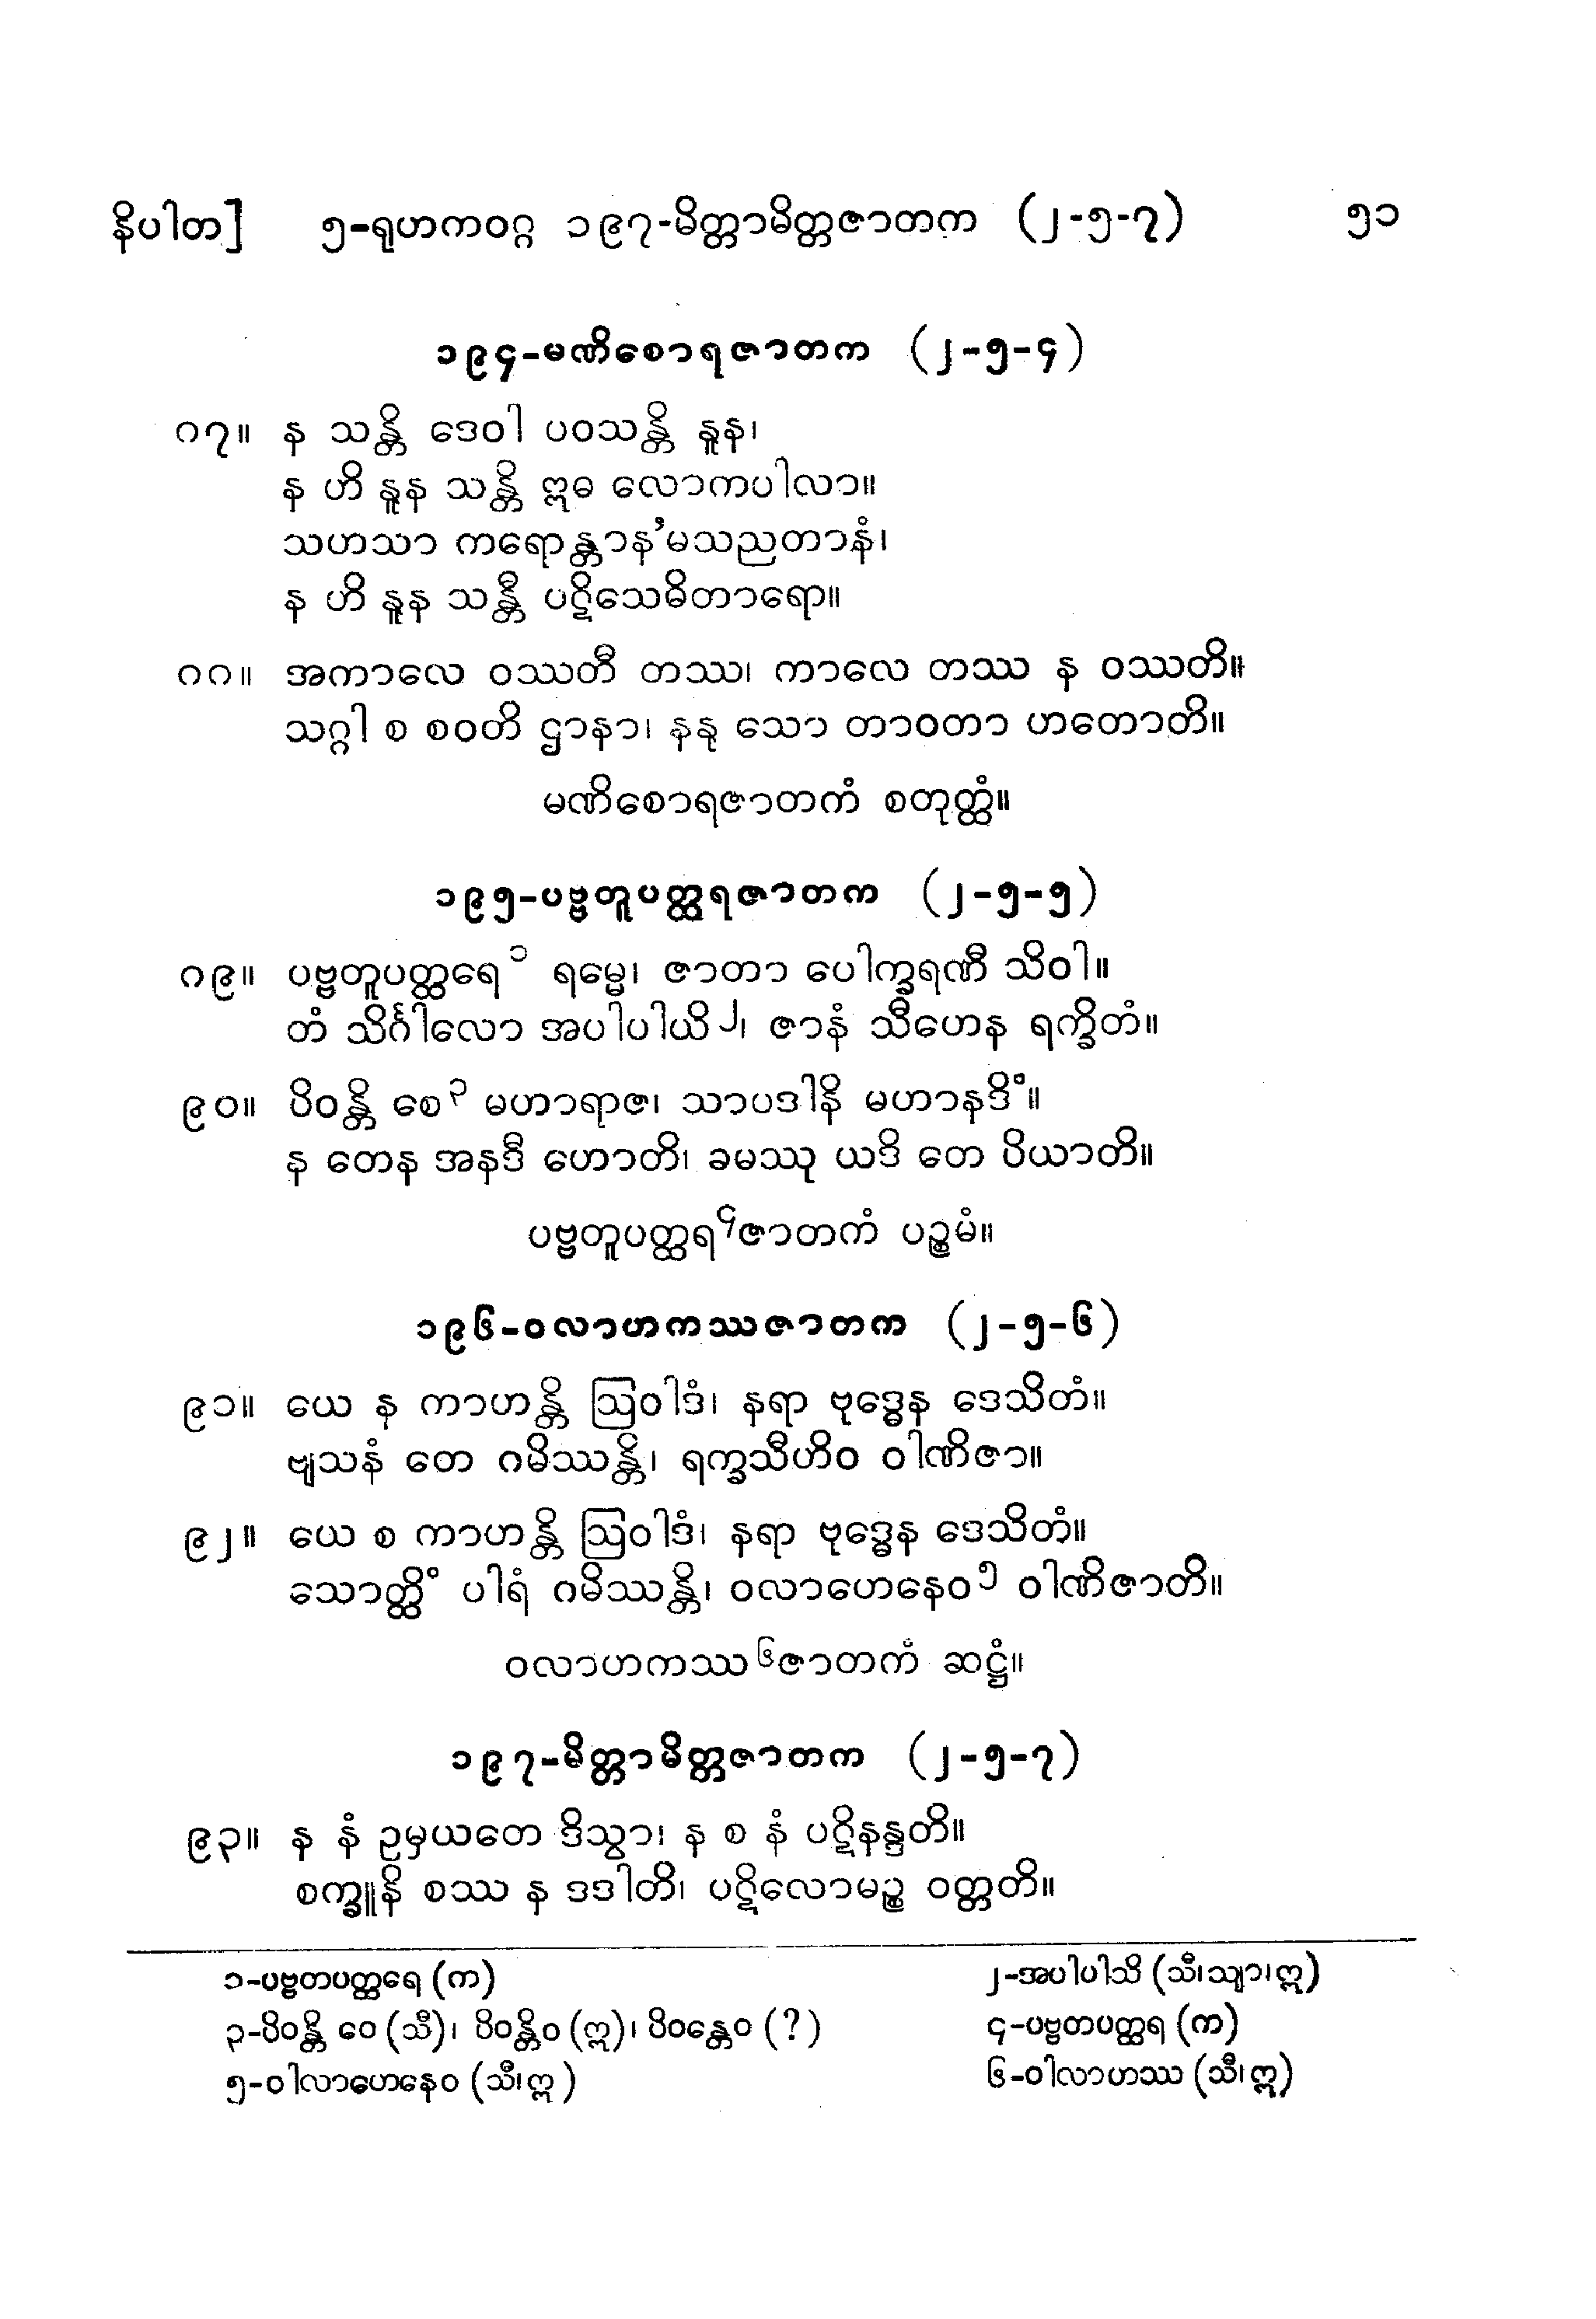 နိပါတ] ၅-ရုဟကဝဂ္ဂ ၁၉၇-မိတ္တာမိတ္တဇာတက (၂-၅-၇) ၅၁
၁၉၄-မဏိစောရဇာတက (၂-၅-၄)
၈၇။ န သန္တိ ဒေဝါ ပဝသန္တိ နူန၊
န ဟိ နူန သန္တိ ဣဓ လောကပါလာ။
သဟသာ ကရောန္တာန'မသညတာနံ၊
န ဟိ နူန သန္တီ ပဋိသေဓိတာရော။
၈၈။ အကာလေ ဝဿတီ တဿ၊ ကာလေ တဿ န ဝဿတိ။
သဂ္ဂါ စ စဝတိ ဌာနာ၊ နနု သော တာဝတာ ဟတောတိ။
မဏိစောရဇာတကံ စတုတ္ထံ။
၁၉၅-ပဗ္ဗတူပတ္ထရဇာတက (၂-၅-၅)
၈၉။ ပဗ္ဗတူပတ္ထရေ ၁ ရမ္မေ၊ ဇာတာ ပေါက္ခရဏီ သိဝါ။
တံ သိင်္ဂါလော အပါပါယိ ၂၊ ဇာနံ သီဟေန ရက္ခိတံ။
၉၀။ ပိဝန္တိ စေ ၃ မဟာရာဇ၊ သာပဒါနိ မဟာနဒိံ။
န တေန အနဒီ ဟောတိ၊ ခမဿု ယဒိ တေ ပိယာတိ။
ပဗ္ဗတူပတ္ထရ ၄ ဇာတကံ ပဉ္စမံ။
၁၉၆-ဝလာဟကဿဇာတက (၂-၅-၆)
၉၁။ ယေ န ကာဟန္တိ ဩဝါဒံ၊ နရာ ဗုဒ္ဓေန ဒေသိတံ။
ဗျသနံ တေ ဂမိဿန္တိ၊ ရက္ခသီဟိဝ ဝါဏိဇာ။
၉၂။ ယေ စ ကာဟန္တိ ဩဝါဒံ၊ နရာ ဗုဒ္ဓေန ဒေသိတံ။
သောတ္ထိံ ပါရံ ဂမိဿန္တိ၊ ဝလာဟေနေဝ ၅ ဝါဏိဇာတိ။
ဝလာဟကဿ ၆ ဇာတကံ ဆဋ္ဌံ။
၁၉၇-မိတ္တာမိတ္တဇာတက (၂-၅-၇)
၉၃။ န နံ ဥမှယတေ ဒိသွာ၊ န စ နံ ပဋိနန္ဒတိ။
စက္ခူနိ စဿ န ဒဒါတိ၊ ပဋိလောမဉ္စ ဝတ္တတိ။
၁-ပဗ္ဗတပတ္ထရေ (က) ၂-အပါပါသိ (သီ၊သျာ၊ဣ)
၃-ပိဝန္တိ ဝေ (သီ)၊ ပိဝန္တိဝ (ဣ)၊ ပိဝန္တေဝ (?) ၄-ပဗ္ဗတပတ္ထရ (က)
၅-ဝါလာဟေနေဝ (သီ၊ဣ) ၆-ဝါလာဟဿ (သီ၊ဣ)